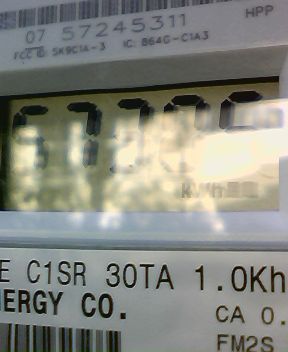 HPP
07 57245311
FCC ID: SK9C1A-3 IC: 864G-C1A3
kWh
E C1SR 30TA 1.0Kh
NERGY CO.
CA 0.
FM2S